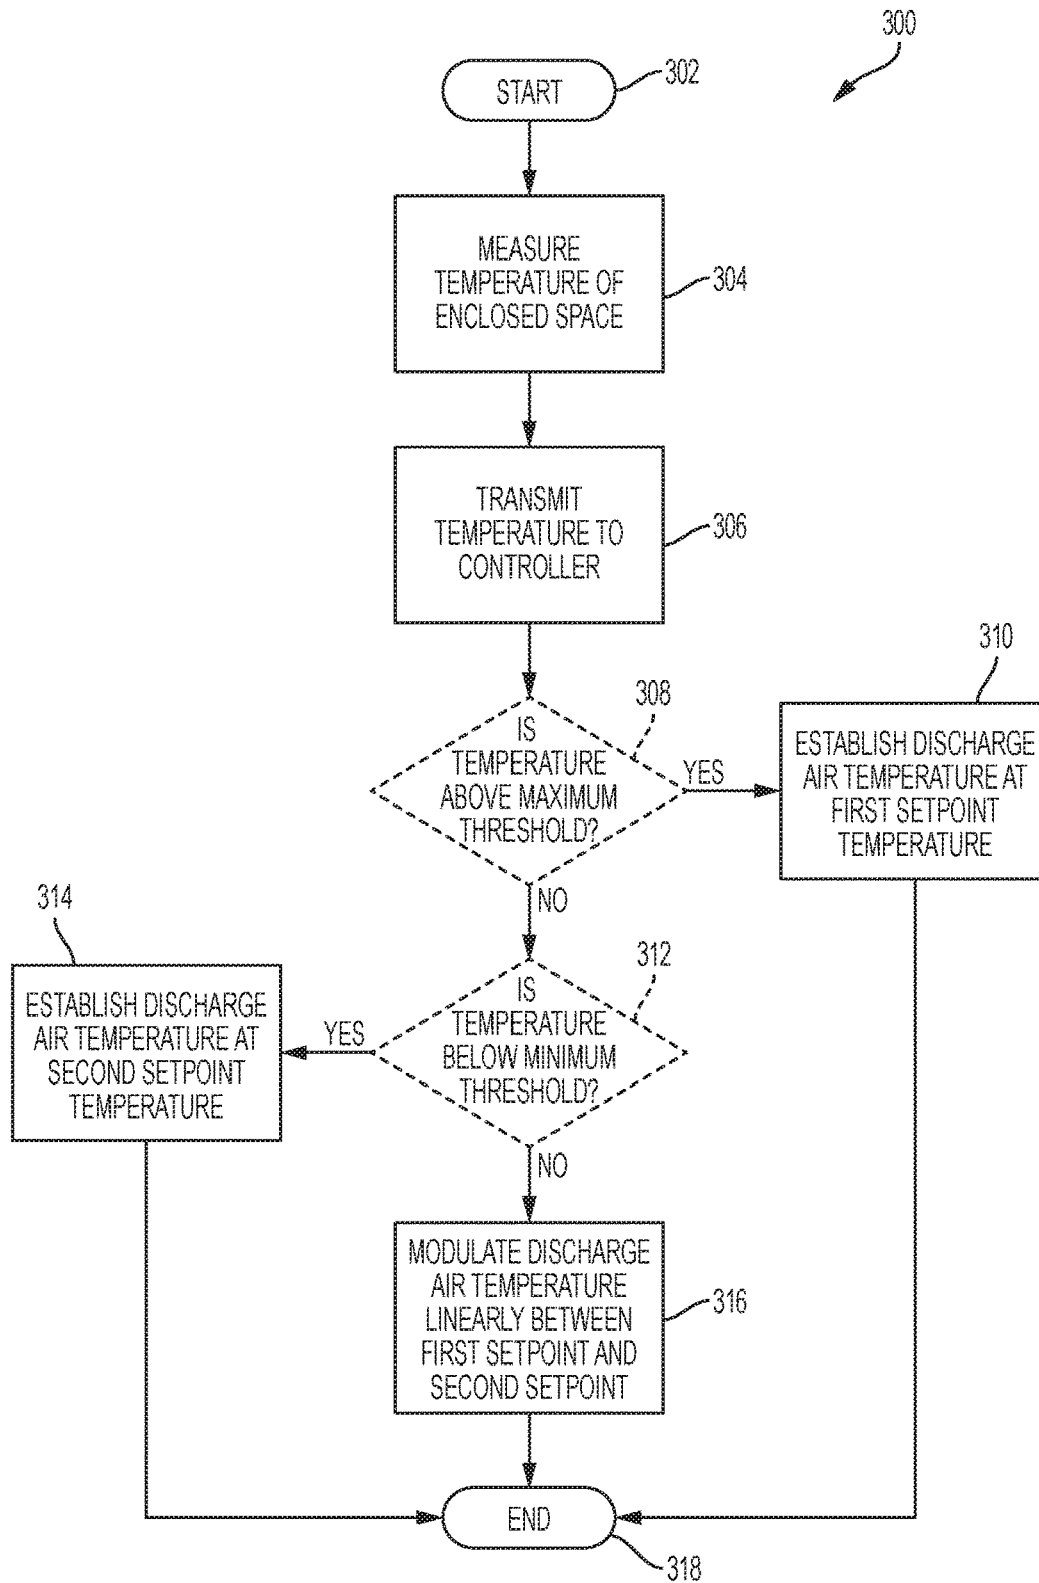 300
START
302
MEASURE
TEMPERATURE OF
ENCLOSED SPACE
304
TRANSMIT
TEMPERATURE TO
CONTROLLER
306
IS
TEMPERATURE
ABOVE MAXIMUM
THRESHOLD?
308
YES
310
ESTABLISH DISCHARGE
AIR TEMPERATURE AT
FIRST SETPOINT
TEMPERATURE
NO
IS
TEMPERATURE
BELOW MINIMUM
THRESHOLD?
312
YES
314
ESTABLISH DISCHARGE
AIR TEMPERATURE AT
SECOND SETPOINT
TEMPERATURE
NO
MODULATE DISCHARGE
AIR TEMPERATURE
LINEARLY BETWEEN
FIRST SETPOINT AND
SECOND SETPOINT
316
END
318